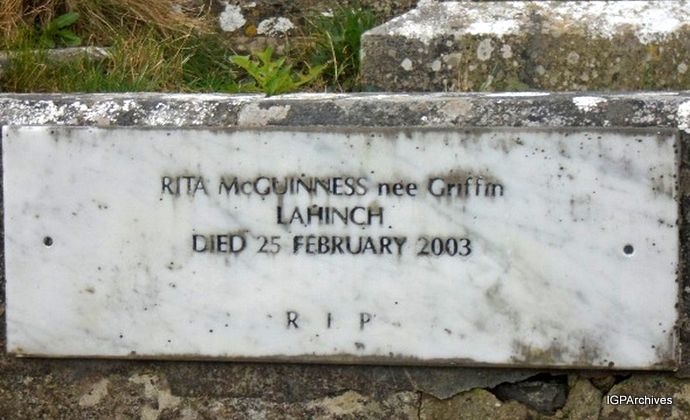 RITA McGUINNESS nee Griffin
LAHINCH
DIED 25 FEBRUARY 2003
R I P
IGPArchives